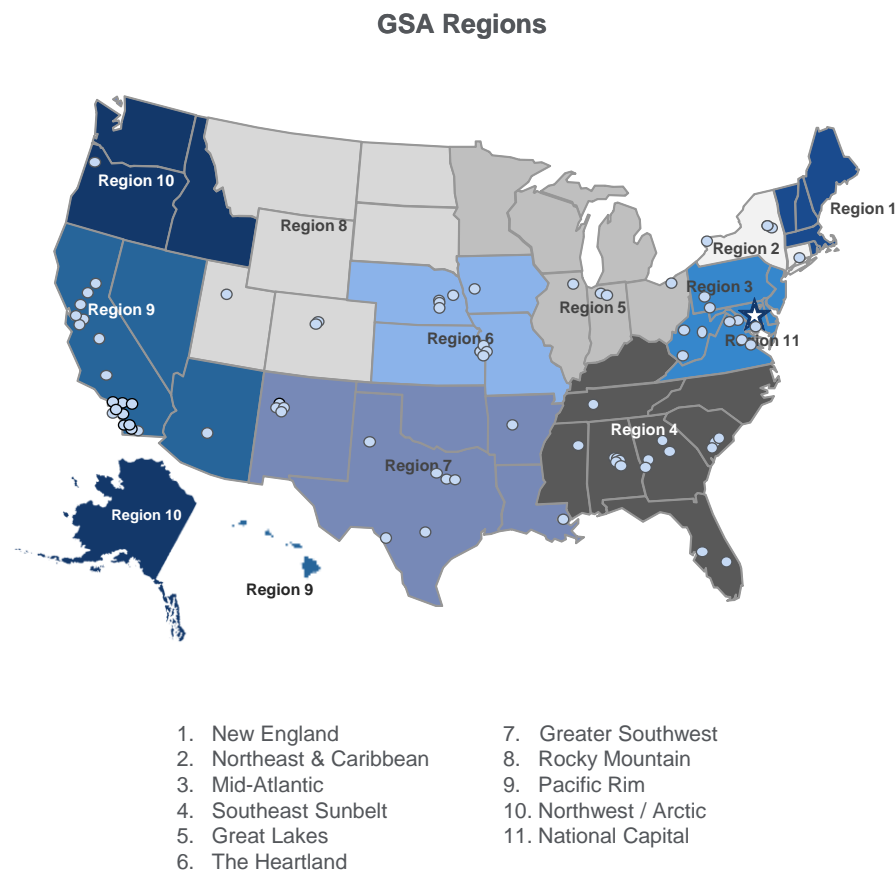 GSA Regions
Region 10
Region 1
Region 8
Region 2
Region 3
Region 9
Region 5
Region 6
Region 11
Region 4
Region 7
Region 10
Region 9
1. New England
2. Northeast & Caribbean
3. Mid-Atlantic
4. Southeast Sunbelt
5. Great Lakes
6. The Heartland
7. Greater Southwest
8. Rocky Mountain
9. Pacific Rim
10. Northwest / Arctic
11. National Capital